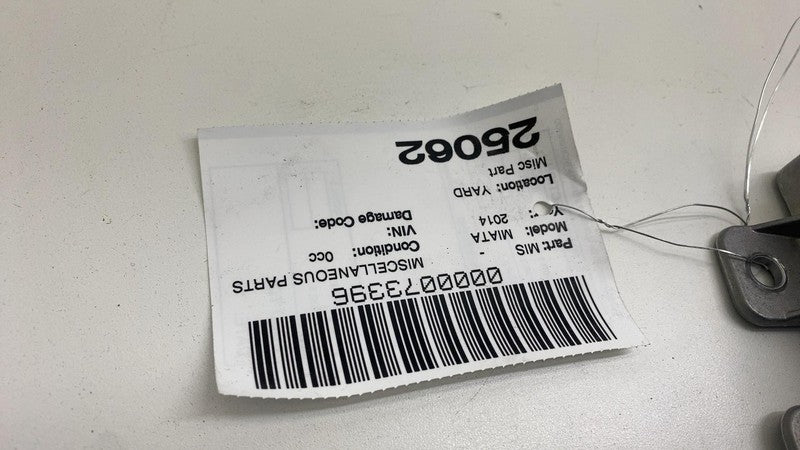 0000073396
MISCELLANEOUS PARTS
Part: MIS - Condition: 0cc
Model: MIATA VIN:
2014 Damage Code:
Location: YARD
Misc Part
25062